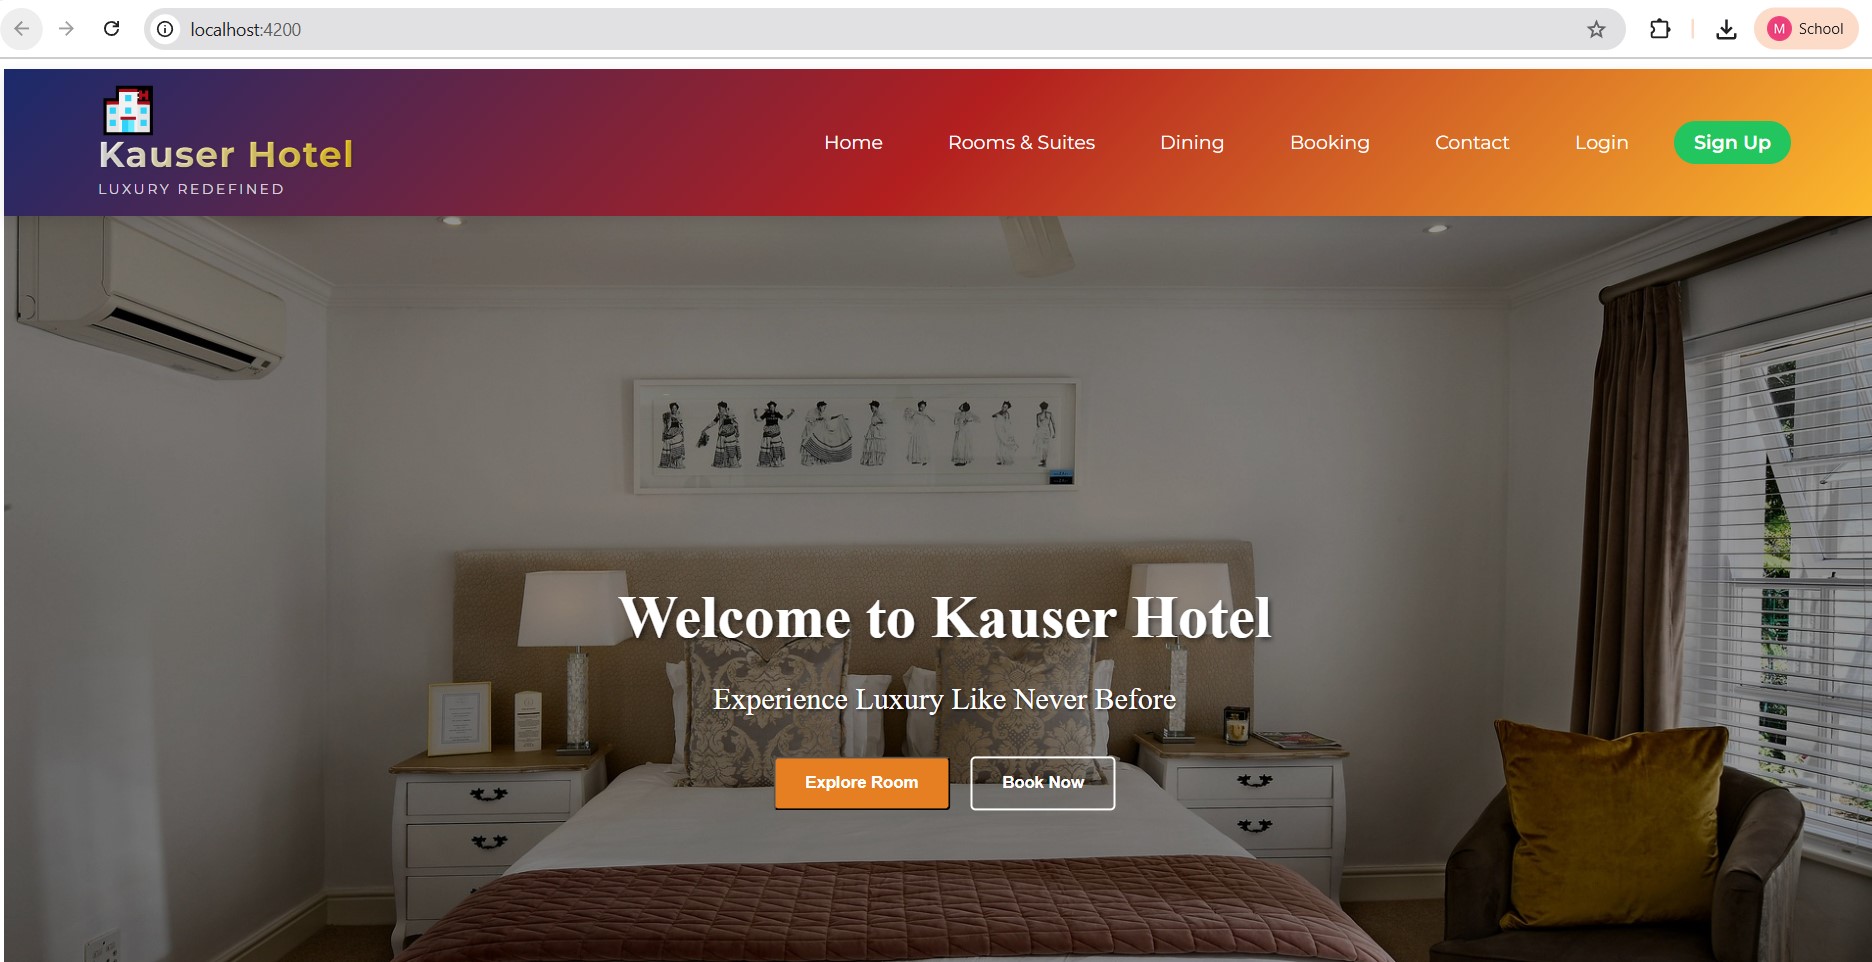 localhost:4200
M School
Kauser Hotel
LUXURY REDEFINED
Home Rooms & Suites Dining Booking Contact Login Sign Up
Welcome to Kauser Hotel
Experience Luxury Like Never Before
Explore Room Book Now